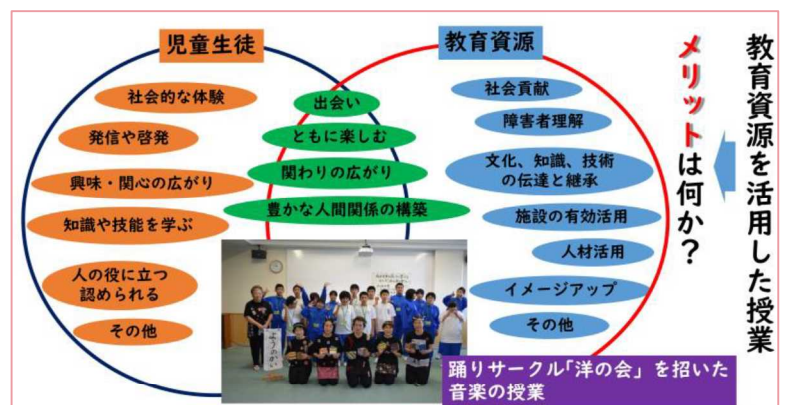 教育資源を活用した授業
メリットは何か？
児童生徒
社会的な体験
発信や啓発
興味・関心の広がり
知識や技能を学ぶ
人の役に立つ
認められる
その他
出会い
ともに楽しむ
関わりの広がり
豊かな人間関係の構築
教育資源
社会貢献
障害者理解
文化、知識、技術
の伝達と継承
施設の有効活用
人材活用
イメージアップ
その他
ようのかい
踊りサークル「洋の会」を招いた
音楽の授業